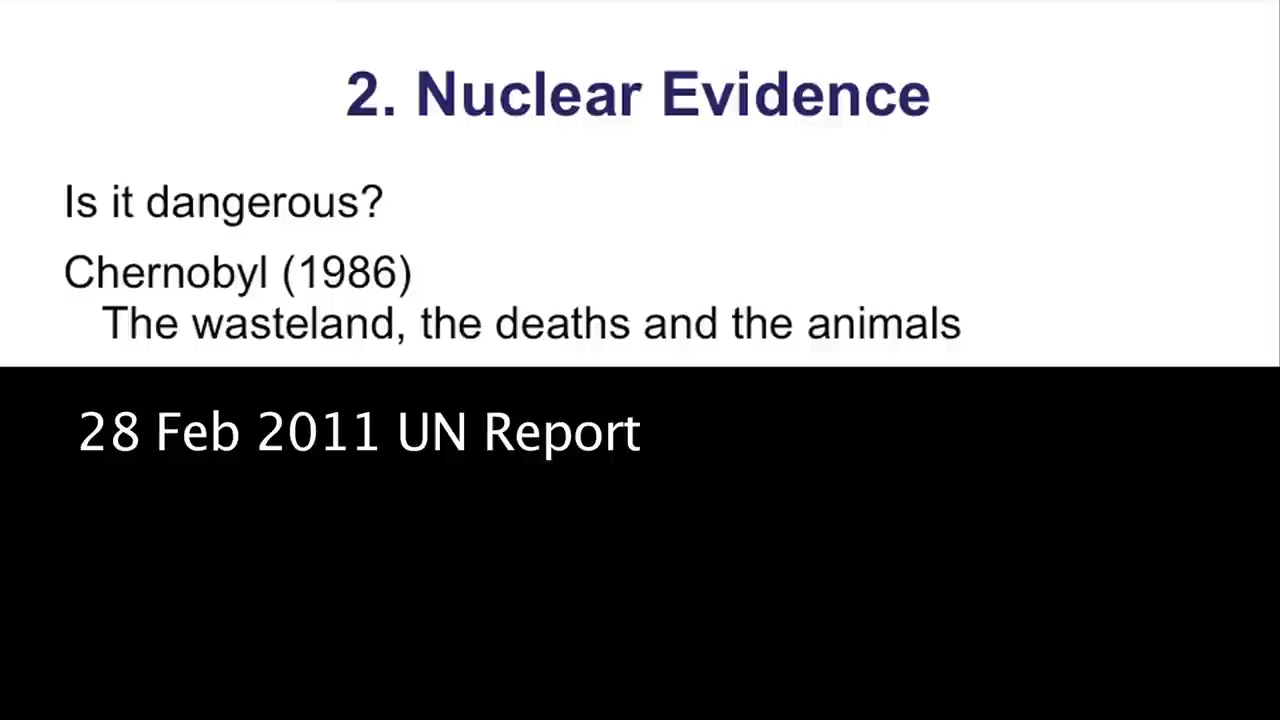 2. Nuclear Evidence
Is it dangerous?
Chernobyl (1986)
The wasteland, the deaths and the animals
28 Feb 2011 UN Report